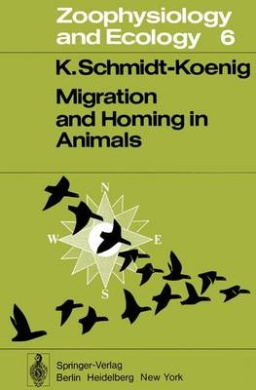 Zoophysiology
and Ecology 6
K. Schmidt-Koenig
Migration
and Homing in
Animals
N
W E
S
Springer-Verlag
Berlin Heidelberg New York